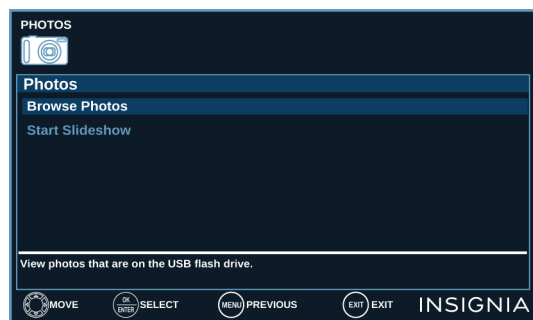 PHOTOS
Photos
Browse Photos
Start Slideshow
View photos that are on the USB flash drive.
MOVE OK ENTER SELECT MENU PREVIOUS EXIT EXIT INSIGNIA